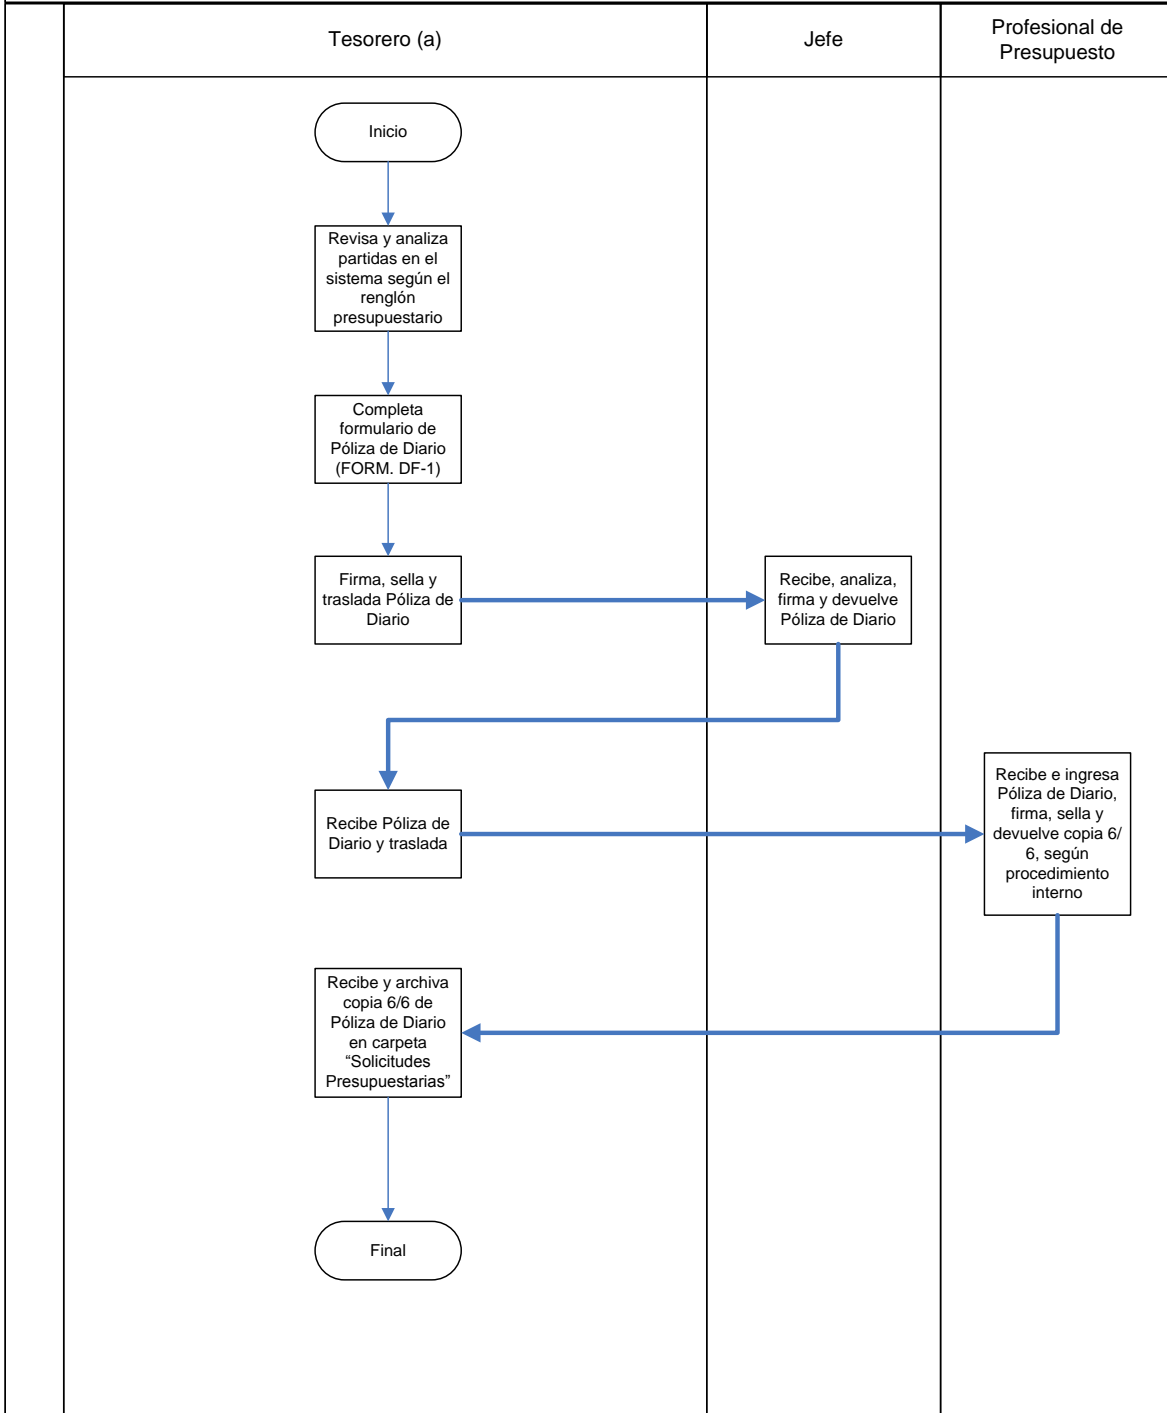 Tesorero (a)
Jefe
Profesional de
Presupuesto
Inicio
Revisa y analiza
partidas en el
sistema según el
renglón
presupuestario
Completa
formulario de
Póliza de Diario
(FORM. DF-1)
Firma, sella y
traslada Póliza de
Diario
Recibe, analiza,
firma y devuelve
Póliza de Diario
Recibe Póliza de
Diario y traslada
Recibe e ingresa
Póliza de Diario,
firma, sella y
devuelve copia 6/
6, según
procedimiento
interno
Recibe y archiva
copia 6/6 de
Póliza de Diario
en carpeta
“Solicitudes
Presupuestarias”
Final